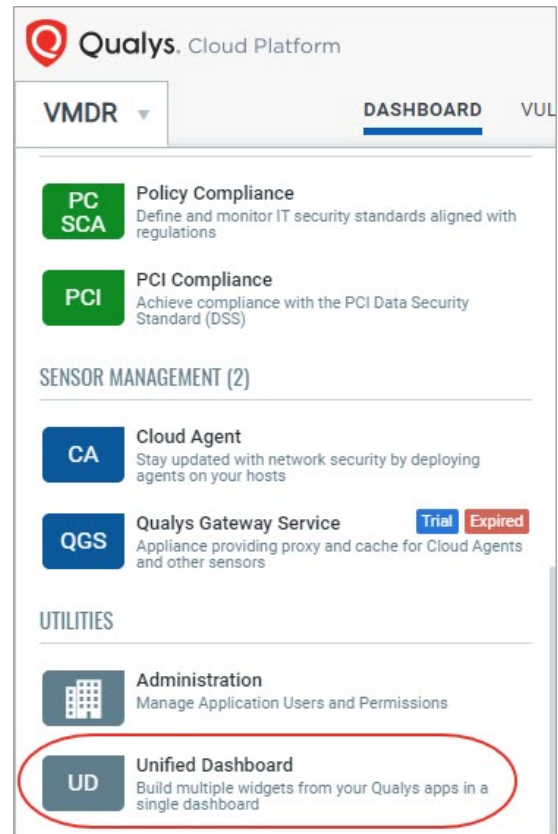 Qualys. Cloud Platform
VMDR
DASHBOARD
VUL
PC
SCA
Policy Compliance
Define and monitor IT security standards aligned with
regulations
PCI
PCI Compliance
Achieve compliance with the PCI Data Security
Standard (DSS)
SENSOR MANAGEMENT (2)
CA
Cloud Agent
Stay updated with network security by deploying
agents on your hosts
QGS
Qualys Gateway Service
Trial
Expired
Appliance providing proxy and cache for Cloud Agents
and other sensors
UTILITIES
Administration
Manage Application Users and Permissions
UD
Unified Dashboard
Build multiple widgets from your Qualys apps in a
single dashboard